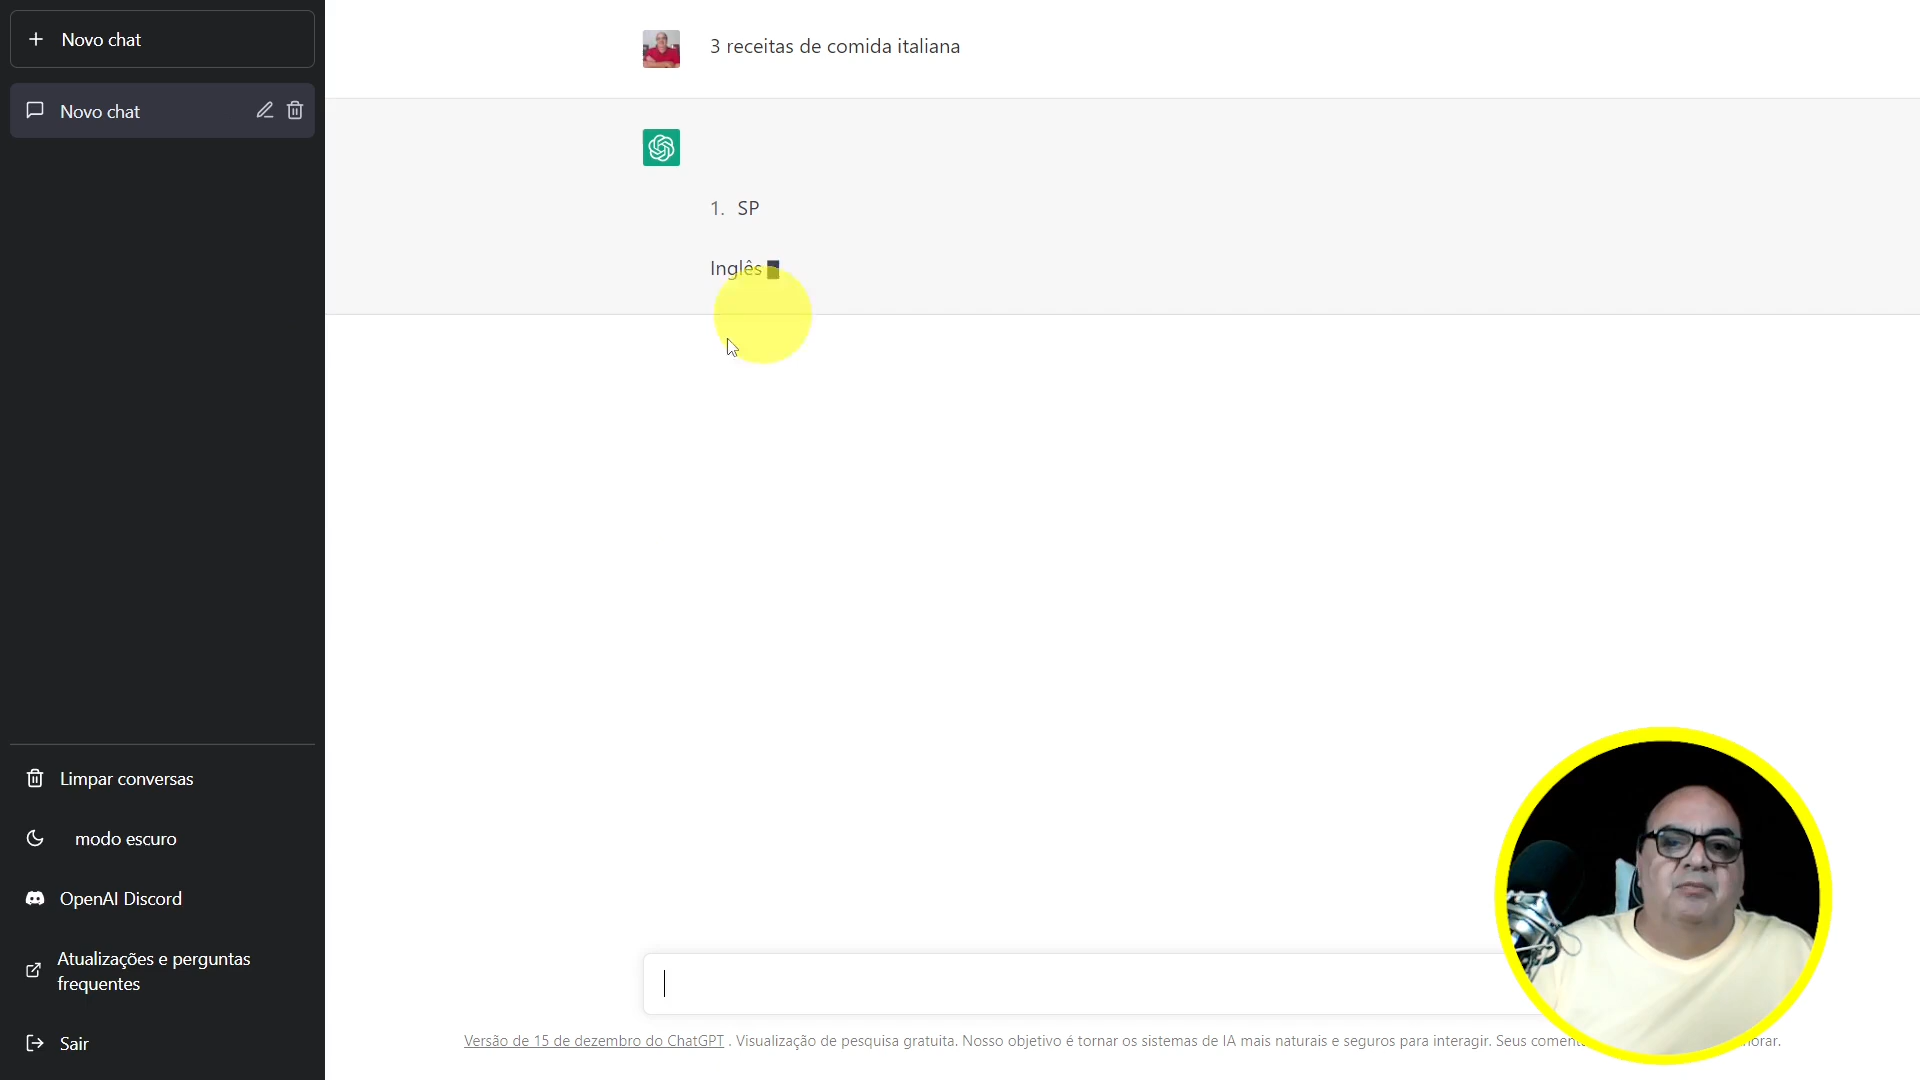 Novo chat
Novo chat
3 receitas de comida italiana
1. SP
Inglês
Limpar conversas
modo escuro
OpenAI Discord
Atualizações e perguntas
frequentes
Sair
Versão de 15 de dezembro do ChatGPT . Visualização de pesquisa gratuita. Nosso objetivo é tornar os sistemas de IA mais naturais e seguros para interagir. Seus